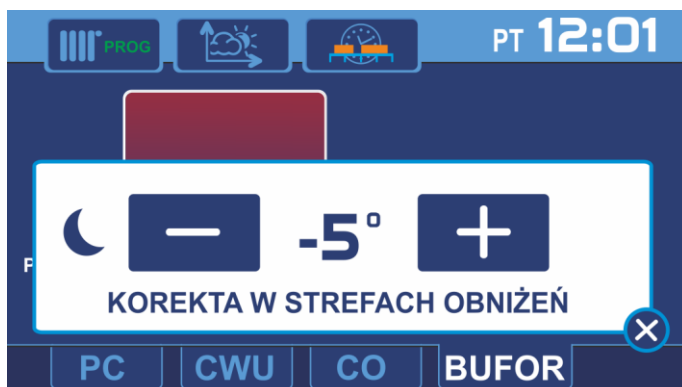 PROG
PT 12:01
P
- -5° +
KOREKTA W STREFACH OBNIŻEŃ
PC CWU CO BUFOR